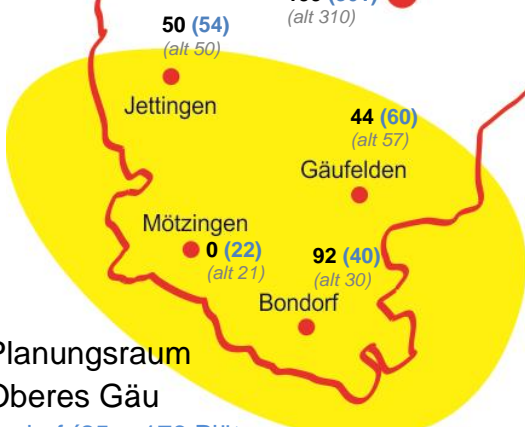 50 (54)
(alt 310)
(alt 50)
Jettingen
44 (60)
(alt 57)
Gäufelden
Mötzingen
0 (22)
(alt 21)
92 (40)
(alt 30)
Bondorf
Planungsraum
Oberes Gäu